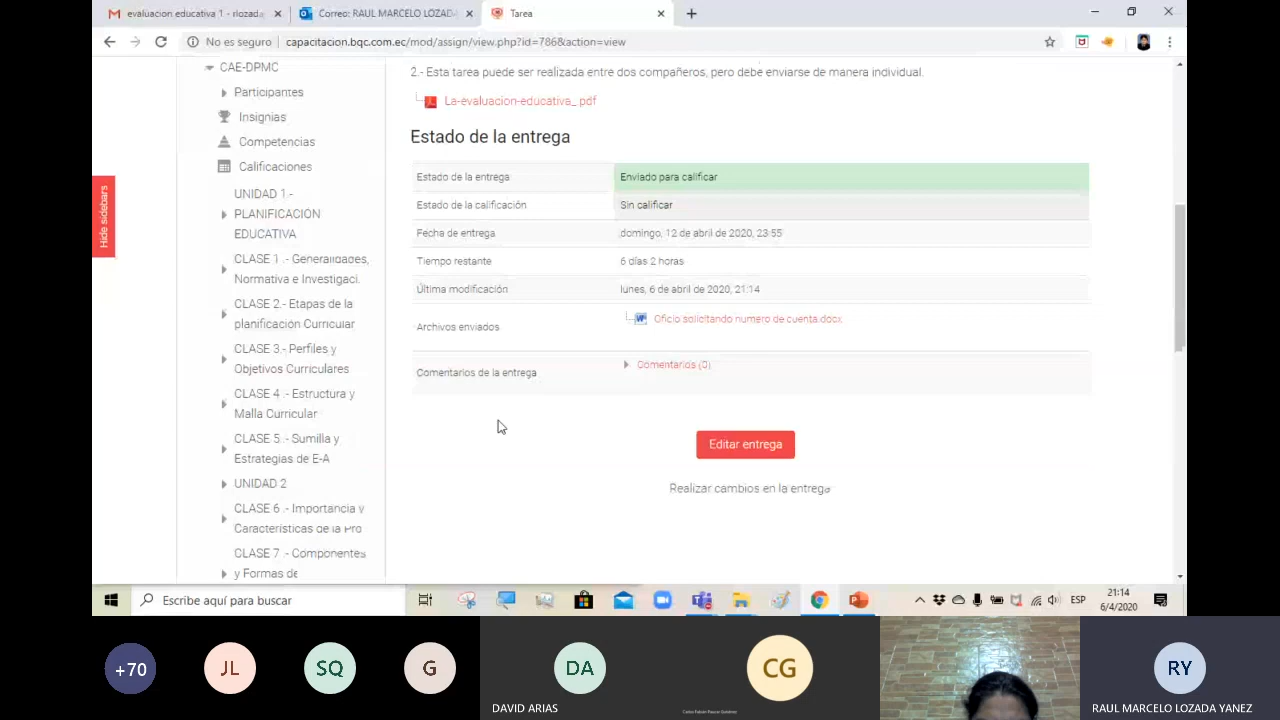 evaluacion educativa 1 - rlozada
Correo: RAUL MARCELO LOZAD
Tarea
No es seguro
capacitacion.bqc.com.ec/mod/assign/view.php?id=786&action=view
Hide sidebars
CAE-DPMC
Participantes
Insignias
Competencias
Calificaciones
UNIDAD 1.-
PLANIFICACION
EDUCATIVA
CLASE 1 .- Generalidades,
Normativa e Investigaci.
CLASE 2.- Etapas de la
planificación Curricular
CLASE 3.- Perfiles y
Objetivos Curriculares
CLASE 4 .- Estructura y
Malla Curricular
CLASE 5 .- Sumilla y
Estrategias de E-A
UNIDAD 2
CLASE 6 .- Importancia y
Características de la Pro
CLASE 7 .- Componentes
y Formas de
2.- Esta tarea puede ser realizada entre dos compañeros, pero debe enviarse de manera individual.
La-evaluacion-educativa_.pdf
Estado de la entrega
Estado de la entrega
Enviado para calificar
Estado de la calificación
Sin calificar
Fecha de entrega
domingo, 12 de abril de 2020, 23:55
Tiempo restante
6 días 2 horas
Última modificación
lunes, 6 de abril de 2020, 21:14
Archivos enviados
Oficio solicitando numero de cuenta.docx
Comentarios de la entrega
Comentarios (0)
Editar entrega
Realizar cambios en la entrega
Escribe aquí para buscar
ESP
21:14
6/4/2020
+70
JL
SQ
G
DA
DAVID ARIAS
CG
RY
RAUL MARCELO LOZADA YANEZ